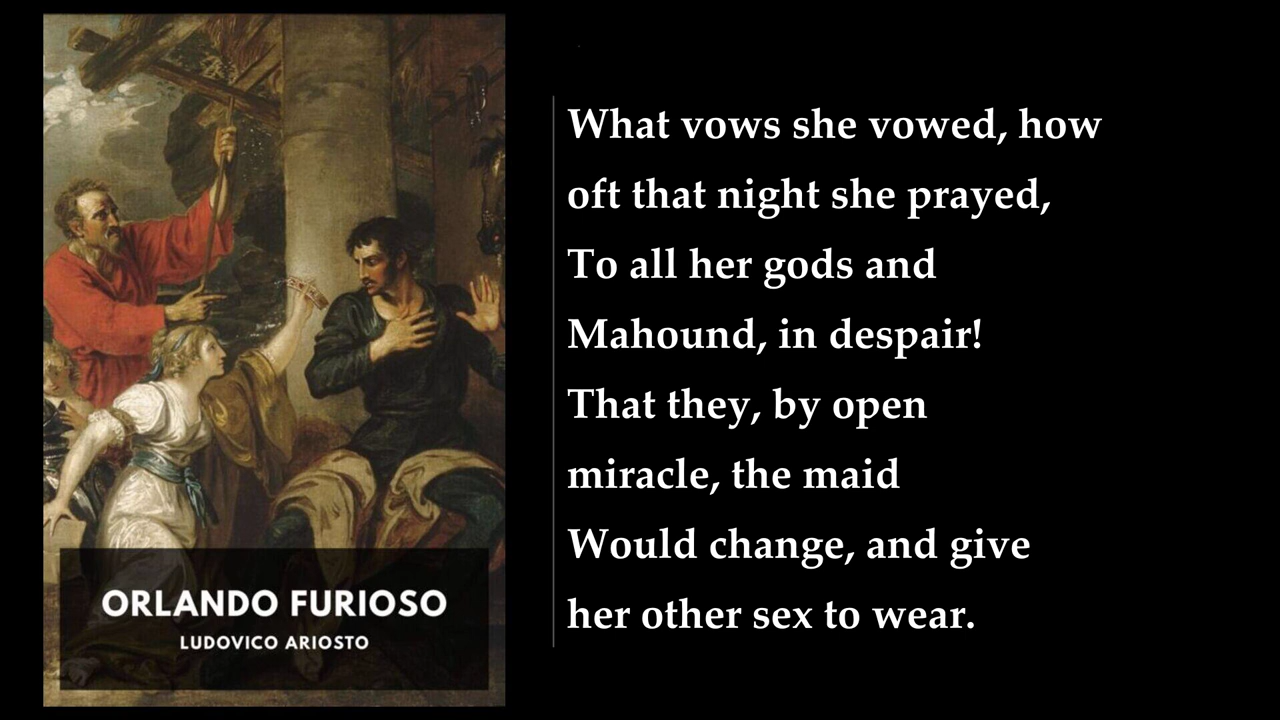 ORLANDO FURIOSO
LUDOVICO ARIOSTO
What vows she vowed, how
oft that night she prayed,
To all her gods and
Mahound, in despair!
That they, by open
miracle, the maid
Would change, and give
her other sex to wear.